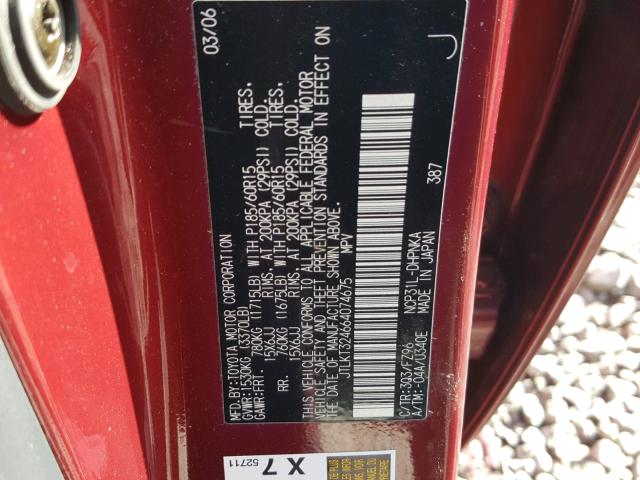 MFD.BY:TOYOTA MOTOR CORPORATION 03/06
GVWR:1530KG (3370LB)
GAWR:FRT. 780KG (1715LB) WITH P185/60R15 TIRES,
15X6JJ RIMS, AT 200KPA (29PSI) COLD.
RR. 760KG (1675LB) WITH P185/60R15 TIRES,
15X6JJ RIMS, AT 200KPA (29PSI) COLD.
THIS VEHICLE CONFORMS TO ALL APPLICABLE FEDERAL MOTOR
VEHICLE SAFETY AND THEFT PREVENTION STANDARDS IN EFFECT ON
THE DATE OF MANUFACTURE SHOWN ABOVE.
JTLKT324664074675 MPV
387 J
C/TR:3Q3/FZ96 NCP31L-DHPNKA
A/TM:-04A/U340E MADE IN JAPAN
X 7
52711